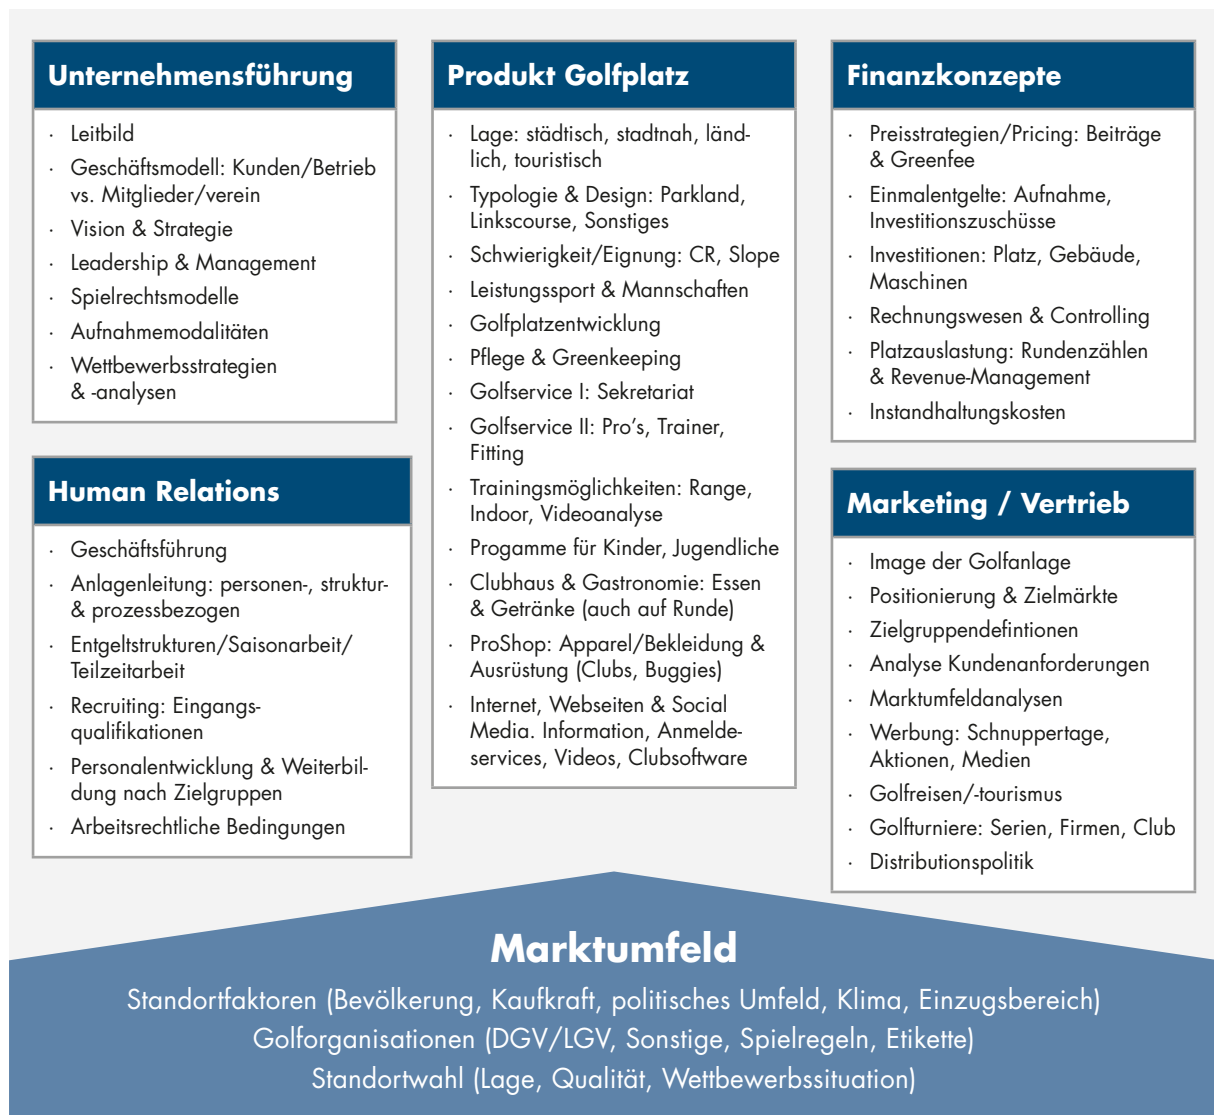 Unternehmensführung
· Leitbild
· Geschäftsmodell: Kunden/Betrieb
vs. Mitglieder/verein
· Vision & Strategie
· Leadership & Management
· Spielrechtsmodelle
· Aufnahmemodalitäten
· Wettbewerbsstrategien
& -analysen
Human Relations
· Geschäftsführung
· Anlagenleitung: personen-, struktur-
& prozessbezogen
· Entgeltstrukturen/Saisonarbeit/
Teilzeitarbeit
· Recruiting: Eingangs-
qualifikationen
· Personalentwicklung & Weiterbil-
dung nach Zielgruppen
· Arbeitsrechtliche Bedingungen
Produkt Golfplatz
· Lage: städtisch, stadtnah, länd-
lich, touristisch
· Typologie & Design: Parkland,
Linkscourse, Sonstiges
· Schwierigkeit/Eignung: CR, Slope
· Leistungssport & Mannschaften
· Golfplatzentwicklung
· Pflege & Greenkeeping
· Golfservice I: Sekretariat
· Golfservice II: Pro's, Trainer,
Fitting
· Trainingsmöglichkeiten: Range,
Indoor, Videoanalyse
· Progamme für Kinder, Jugendliche
· Clubhaus & Gastronomie: Essen
& Getränke (auch auf Runde)
· ProShop: Apparel/Bekleidung &
Ausrüstung (Clubs, Buggies)
· Internet, Webseiten & Social
Media. Information, Anmelde-
services, Videos, Clubsoftware
Finanzkonzepte
· Preisstrategien/Pricing: Beiträge
& Greenfee
· Einmalentgelte: Aufnahme,
Investitionszuschüsse
· Investitionen: Platz, Gebäude,
Maschinen
· Rechnungswesen & Controlling
· Platzauslastung: Rundenzählen
& Revenue-Management
· Instandhaltungskosten
Marketing / Vertrieb
· Image der Golfanlage
· Positionierung & Zielmärkte
· Zielgruppendefintionen
· Analyse Kundenanforderungen
· Marktumfeldanalysen
· Werbung: Schnuppertage,
Aktionen, Medien
· Golfreisen/-tourismus
· Golfturniere: Serien, Firmen, Club
· Distributionspolitik
Marktumfeld
Standortfaktoren (Bevölkerung, Kaufkraft, politisches Umfeld, Klima, Einzugsbereich)
Golforganisationen (DGV/LGV, Sonstige, Spielregeln, Etikette)
Standortwahl (Lage, Qualität, Wettbewerbssituation)